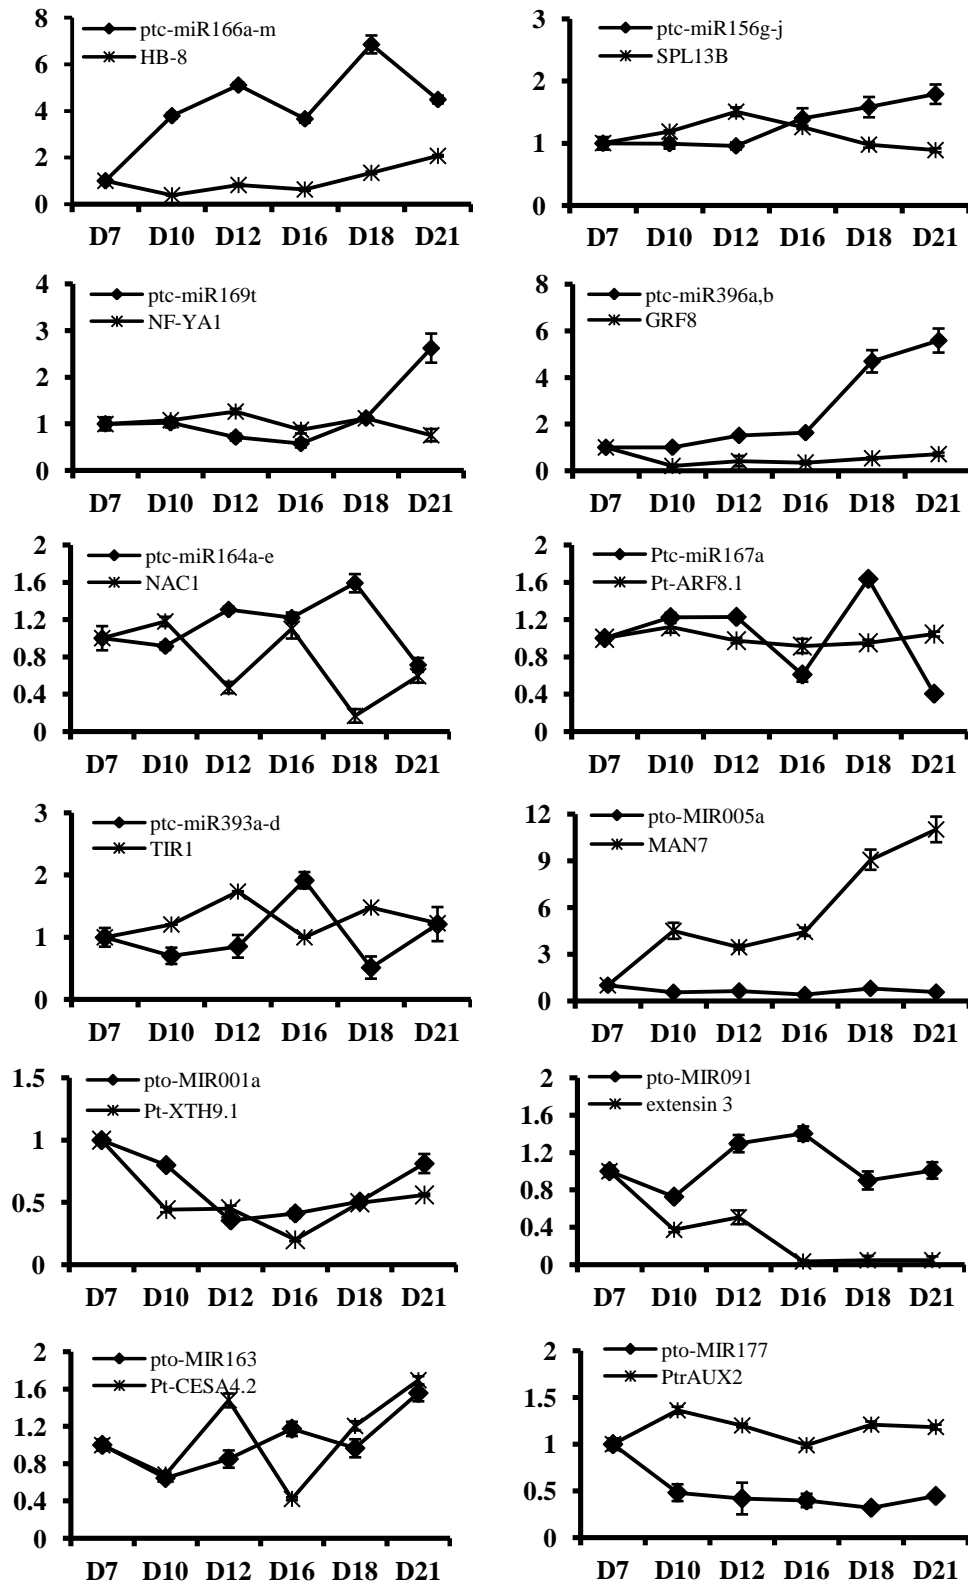 ptc-miR166a-m
HB-8
8
6
4
2
0
D7 D10 D12 D16 D18 D21
ptc-miR156g-j
SPL13B
3
2
1
0
D7 D10 D12 D16 D18 D21
ptc-miR169t
NF-YA1
4
3
2
1
0
D7 D10 D12 D16 D18 D21
ptc-miR396a,b
GRF8
8
6
4
2
0
D7 D10 D12 D16 D18 D21
ptc-miR164a-e
NAC1
2
1.6
1.2
0.8
0.4
0
D7 D10 D12 D16 D18 D21
Ptc-miR167a
Pt-ARF8.1
2
1.6
1.2
0.8
0.4
0
D7 D10 D12 D16 D18 D21
ptc-miR393a-d
TIR1
3
2
1
0
D7 D10 D12 D16 D18 D21
pto-MIR005a
MAN7
12
9
6
3
0
D7 D10 D12 D16 D18 D21
pto-MIR001a
Pt-XTH9.1
1.5
1
0.5
0
D7 D10 D12 D16 D18 D21
pto-MIR091
extensin 3
2
1.6
1.2
0.8
0.4
0
D7 D10 D12 D16 D18 D21
pto-MIR163
Pt-CESA4.2
2
1.6
1.2
0.8
0.4
0
D7 D10 D12 D16 D18 D21
pto-MIR177
PtrAUX2
2
1.5
1
0.5
0
D7 D10 D12 D16 D18 D21